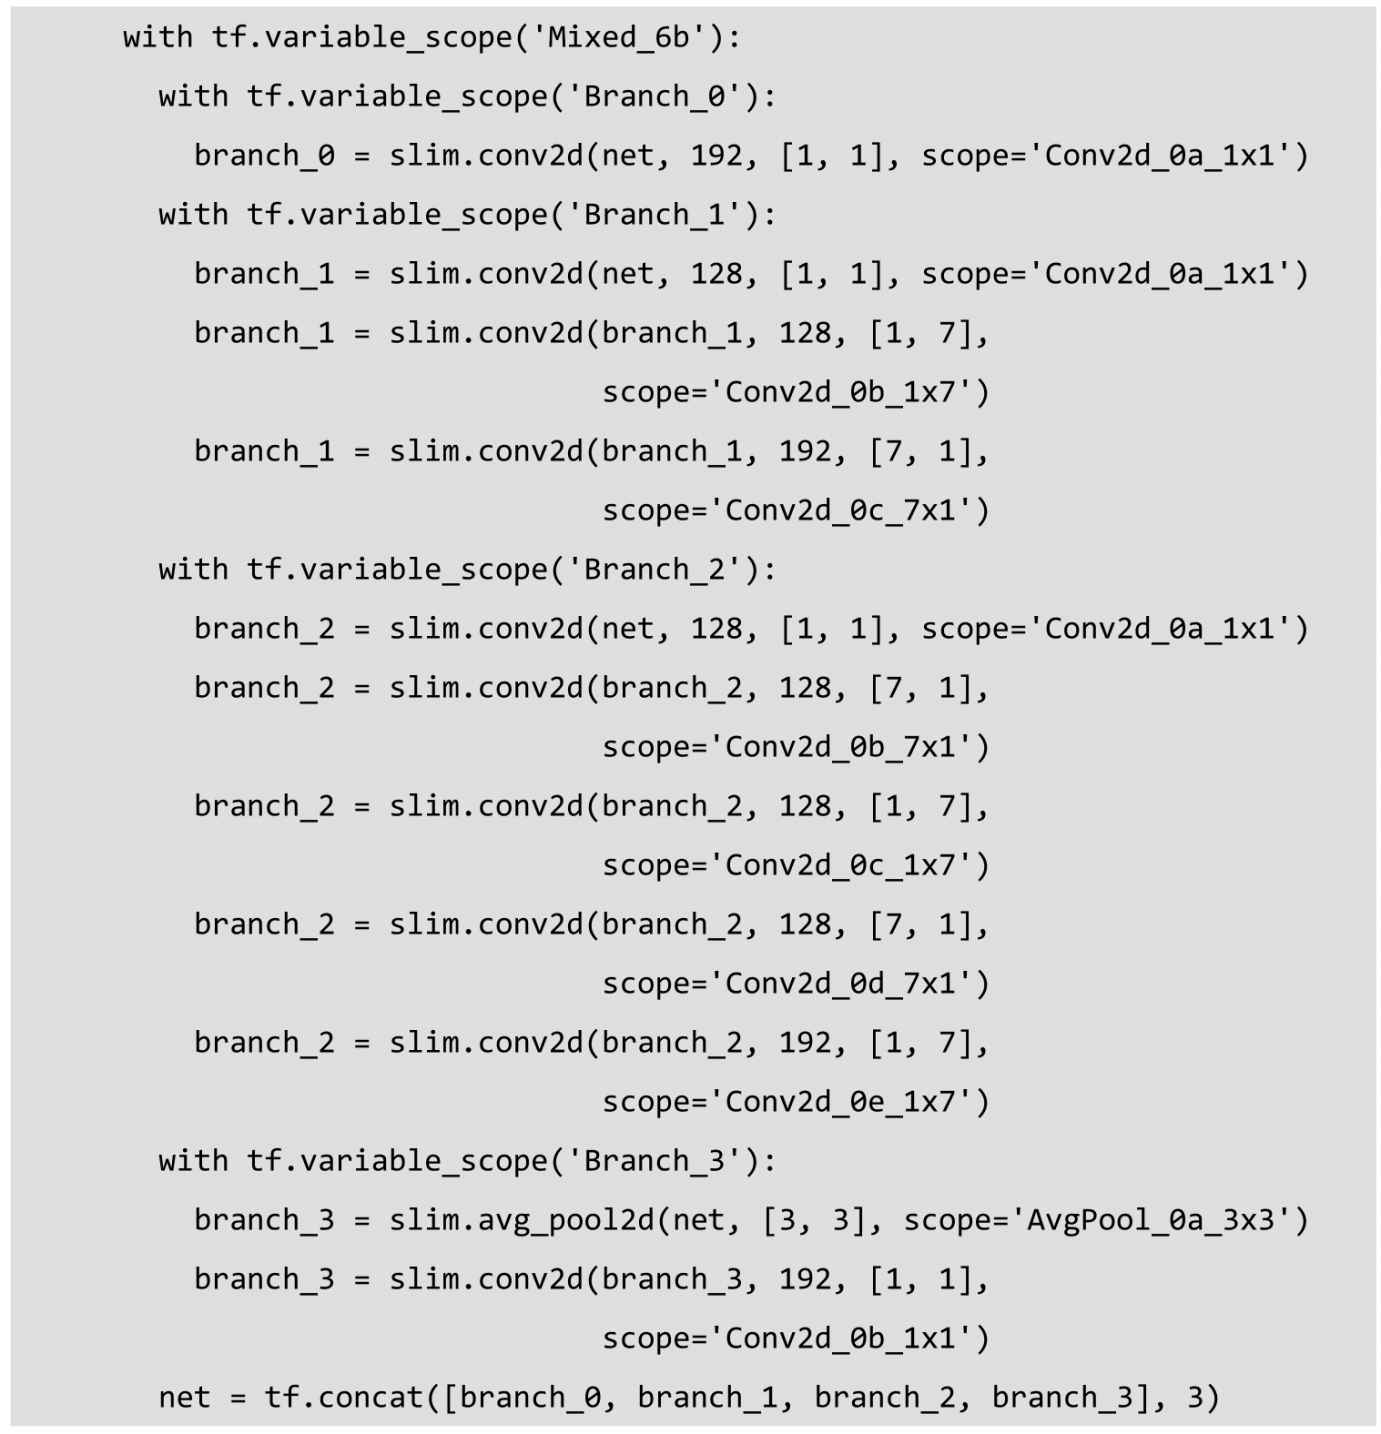 with tf.variable_scope('Mixed_6b'):
  with tf.variable_scope('Branch_0'):
    branch_0 = slim.conv2d(net, 192, [1, 1], scope='Conv2d_0a_1x1')
  with tf.variable_scope('Branch_1'):
    branch_1 = slim.conv2d(net, 128, [1, 1], scope='Conv2d_0a_1x1')
    branch_1 = slim.conv2d(branch_1, 128, [1, 7],
                           scope='Conv2d_0b_1x7')
    branch_1 = slim.conv2d(branch_1, 192, [7, 1],
                           scope='Conv2d_0c_7x1')
  with tf.variable_scope('Branch_2'):
    branch_2 = slim.conv2d(net, 128, [1, 1], scope='Conv2d_0a_1x1')
    branch_2 = slim.conv2d(branch_2, 128, [7, 1],
                           scope='Conv2d_0b_7x1')
    branch_2 = slim.conv2d(branch_2, 128, [1, 7],
                           scope='Conv2d_0c_1x7')
    branch_2 = slim.conv2d(branch_2, 128, [7, 1],
                           scope='Conv2d_0d_7x1')
    branch_2 = slim.conv2d(branch_2, 192, [1, 7],
                           scope='Conv2d_0e_1x7')
  with tf.variable_scope('Branch_3'):
    branch_3 = slim.avg_pool2d(net, [3, 3], scope='AvgPool_0a_3x3')
    branch_3 = slim.conv2d(branch_3, 192, [1, 1],
                           scope='Conv2d_0b_1x1')
  net = tf.concat([branch_0, branch_1, branch_2, branch_3], 3)